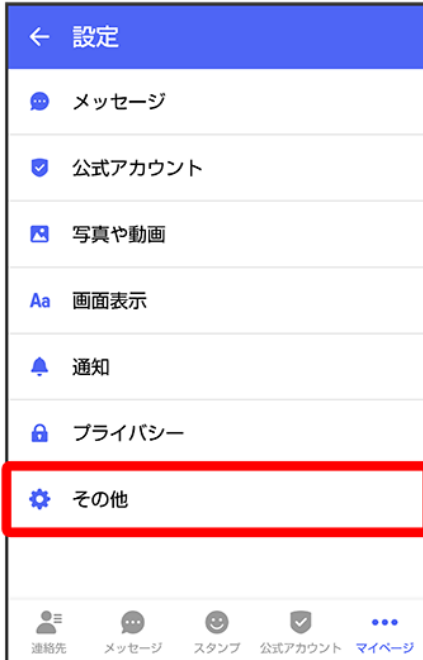 設定
メッセージ
公式アカウント
写真や動画
Aa 画面表示
通知
プライバシー
その他
連絡先 メッセージ スタンプ 公式アカウント マイページ